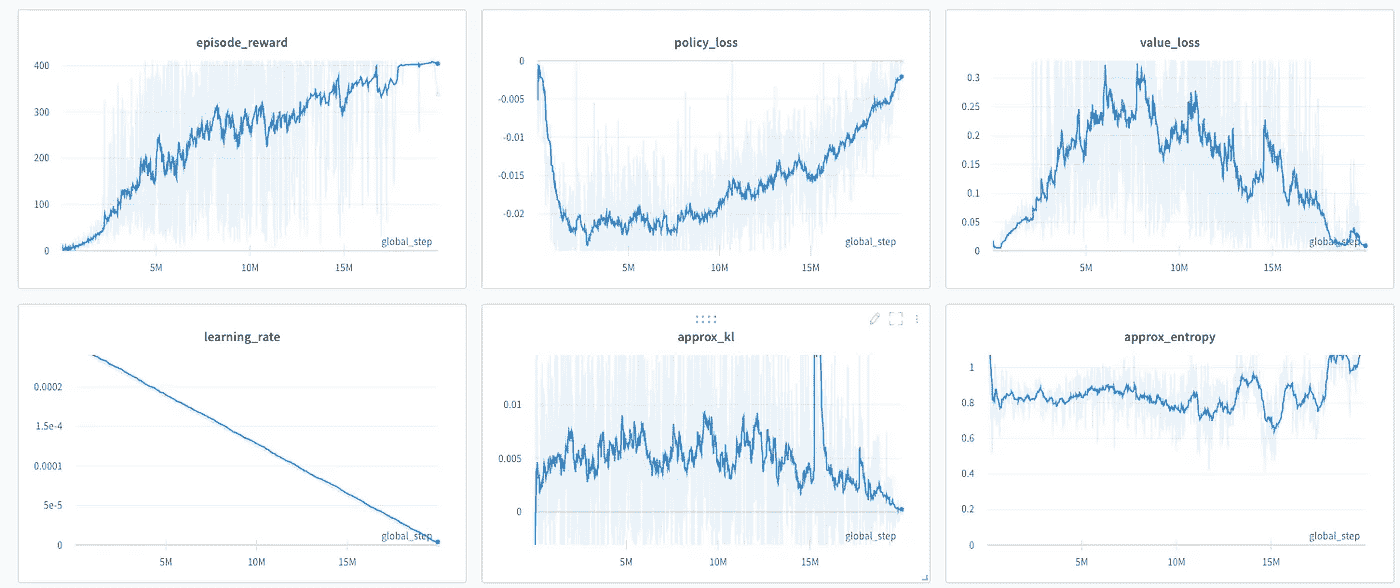 episode_reward
400
300
200
100
0
global_step
5M 10M 15M
policy_loss
0
-0.005
-0.01
-0.015
-0.02
global_step
5M 10M 15M
value_loss
0.3
0.25
0.2
0.15
0.1
0.05
0
global_step
5M 10M 15M
learning_rate
0.0002
1.5e-4
0.0001
5e-5
0
global_step
5M 10M 15M
approx_kl
0.01
0.005
0
global_step
5M 10M 15M
approx_entropy
1
0.8
0.6
0.4
0.2
0
global_step
5M 10M 15M